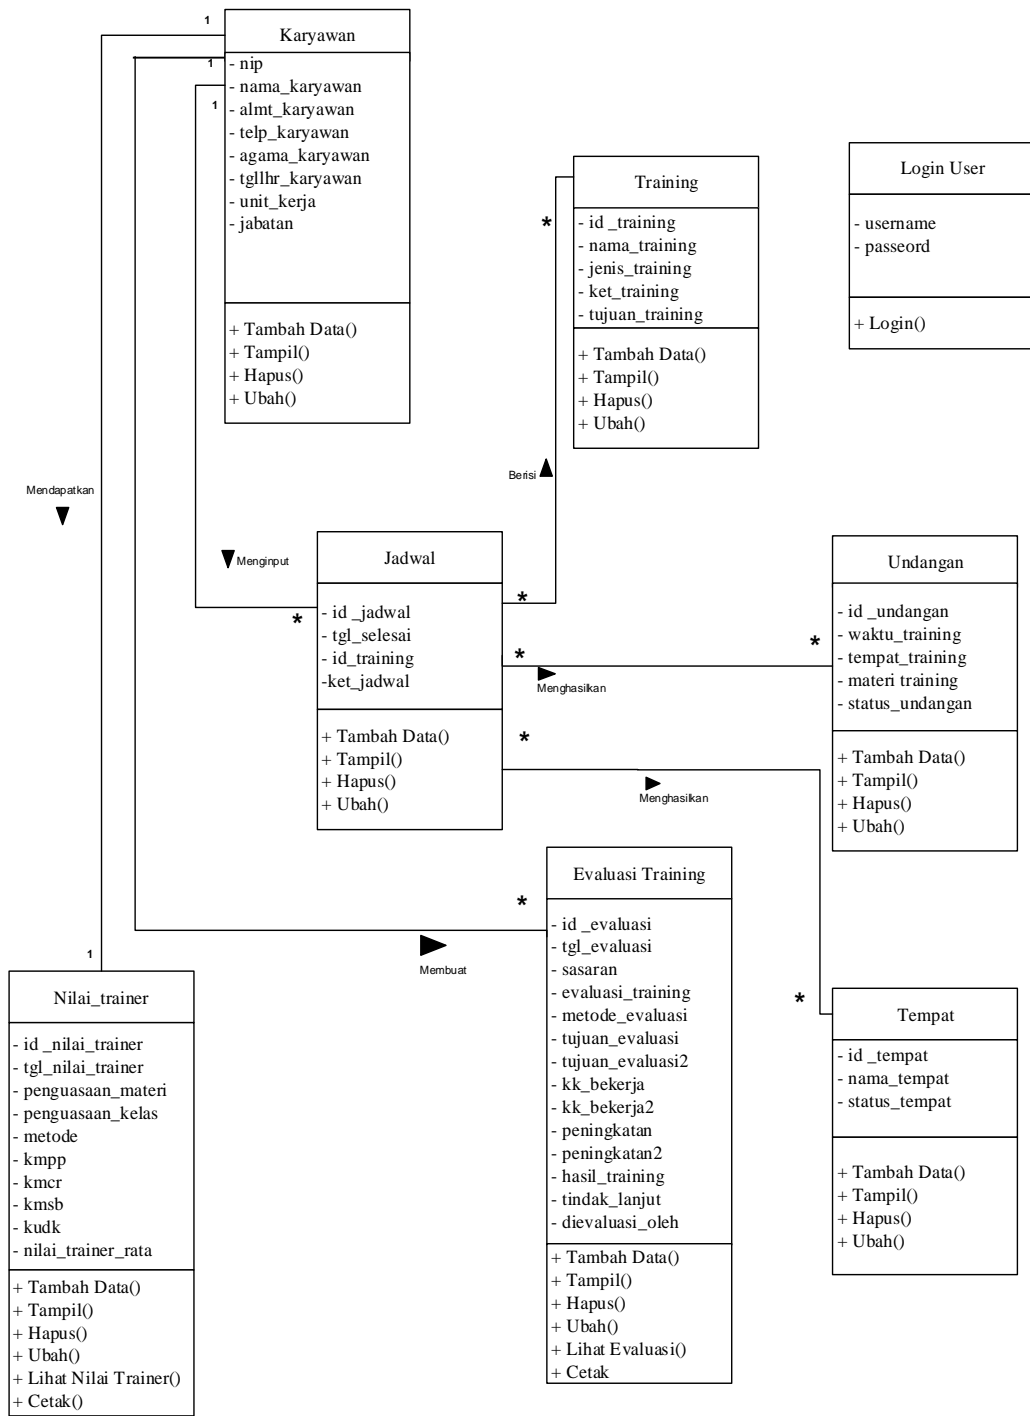 1
Karyawan
1
- nip
- nama_karyawan
1
- almt_karyawan
- telp_karyawan
- agama_karyawan
- tgllhr_karyawan
- unit_kerja
- jabatan
+ Tambah Data()
+ Tampil()
+ Hapus()
+ Ubah()
Training
*
- id _training
- nama_training
- jenis_training
- ket_training
- tujuan_training
+ Tambah Data()
+ Tampil()
+ Hapus()
+ Ubah()
Login User
- username
- passeord
+ Login()
Berisi
Mendapatkan
Menginput
*
Jadwal
- id _jadwal
- tgl_selesai
- id_training
-ket_jadwal
+ Tambah Data()
+ Tampil()
+ Hapus()
+ Ubah()
*
*
Menghasilkan
*
*
Menghasilkan
Undangan
- id _undangan
- waktu_training
- tempat_training
- materi training
- status_undangan
+ Tambah Data()
+ Tampil()
+ Hapus()
+ Ubah()
*
Membuat
Evaluasi Training
- id _evaluasi
- tgl_evaluasi
- sasaran
- evaluasi_training
- metode_evaluasi
- tujuan_evaluasi
- tujuan_evaluasi2
- kk_bekerja
- kk_bekerja2
- peningkatan
- peningkatan2
- hasil_training
- tindak_lanjut
- dievaluasi_oleh
+ Tambah Data()
+ Tampil()
+ Hapus()
+ Ubah()
+ Lihat Evaluasi()
+ Cetak
1
Nilai_trainer
- id _nilai_trainer
- tgl_nilai_trainer
- penguasaan_materi
- penguasaan_kelas
- metode
- kmpp
- kmcr
- kmsb
- kudk
- nilai_trainer_rata
+ Tambah Data()
+ Tampil()
+ Hapus()
+ Ubah()
+ Lihat Nilai Trainer()
+ Cetak()
*
Tempat
- id _tempat
- nama_tempat
- status_tempat
+ Tambah Data()
+ Tampil()
+ Hapus()
+ Ubah()